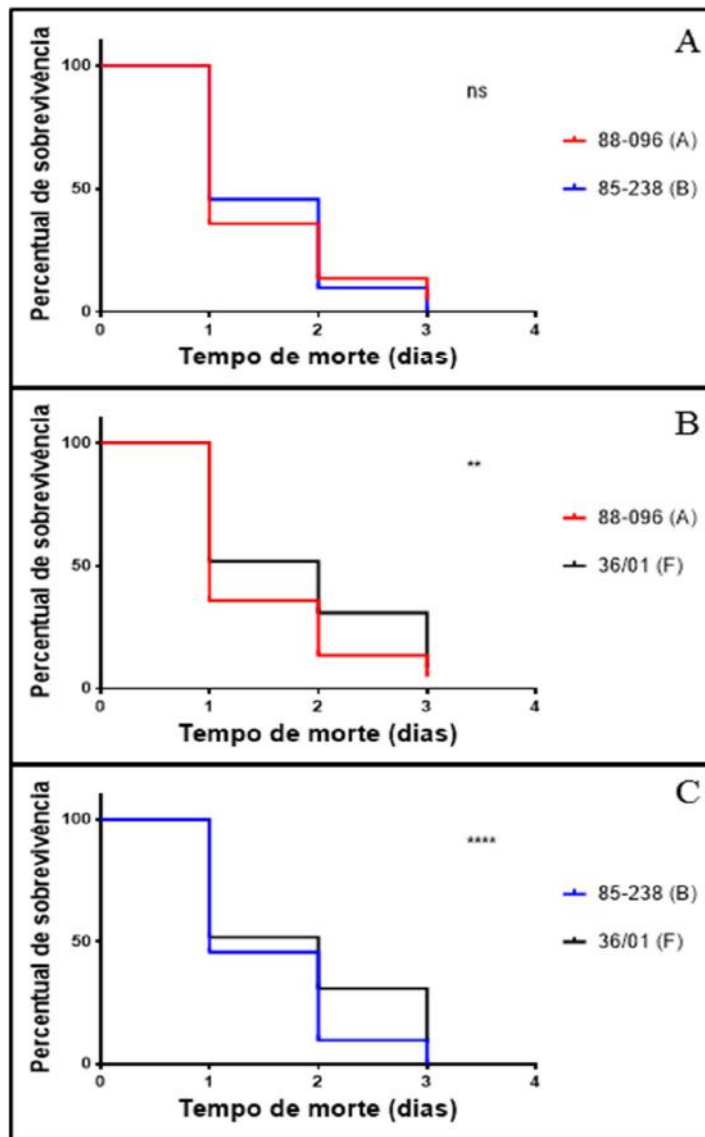 A
Percentual de sobrevivência
100
50
0
ns
88-096 (A)
85-238 (B)
0 1 2 3 4
Tempo de morte (dias)
B
Percentual de sobrevivência
100
50
0
**
88-096 (A)
36/01 (F)
0 1 2 3 4
Tempo de morte (dias)
C
Percentual de sobrevivência
100
50
0
****
85-238 (B)
36/01 (F)
0 1 2 3 4
Tempo de morte (dias)